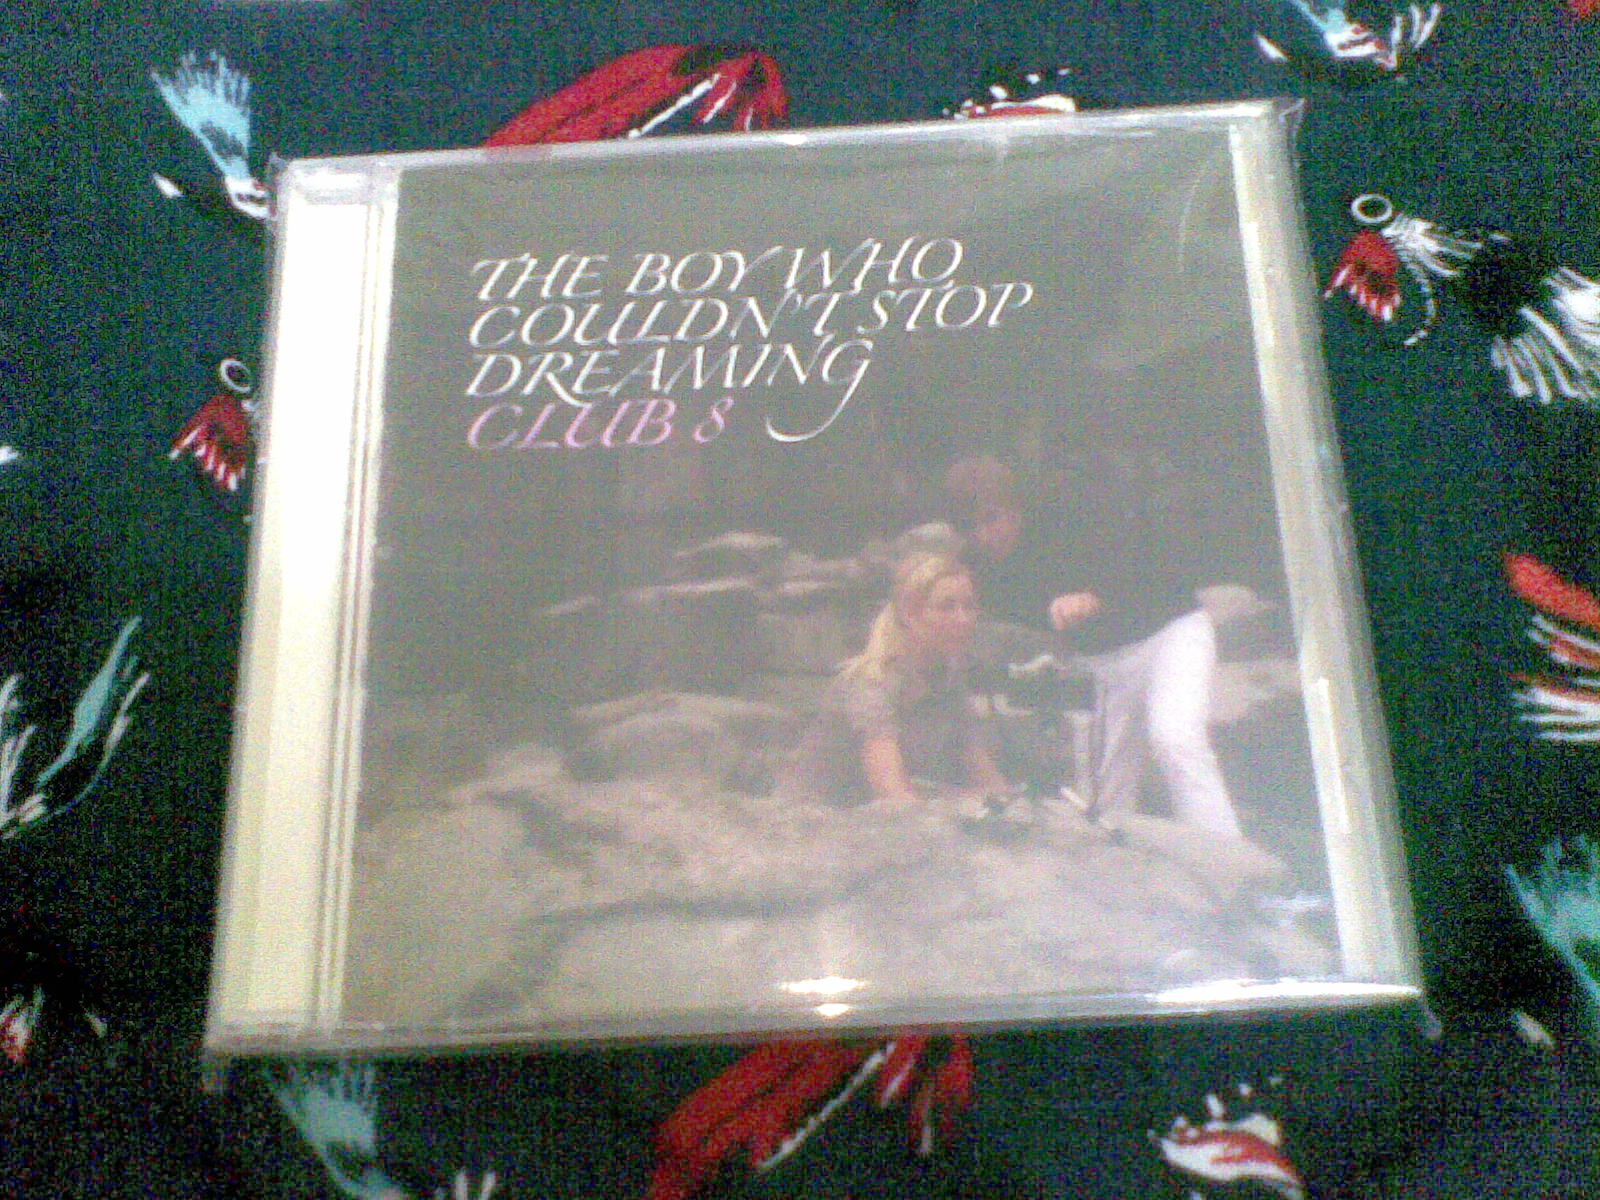 THE BOY WHO
COULDN'T STOP
DREAMING
CLUB 8